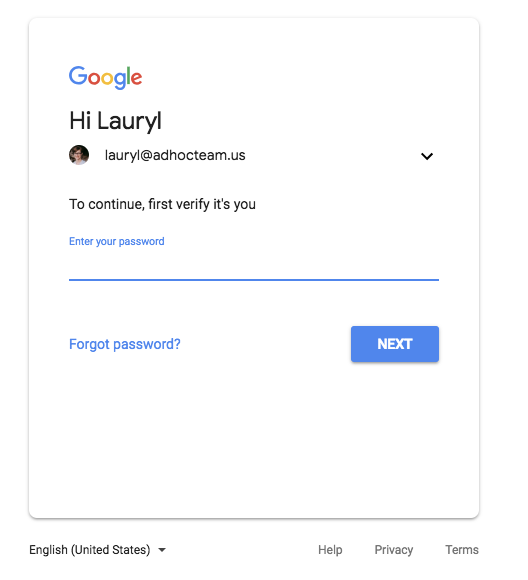 Google
Hi Lauryl
lauryl@adhocteam.us
To continue, first verify it's you
Enter your password
Forgot password?
NEXT
English (United States)
Help
Privacy
Terms